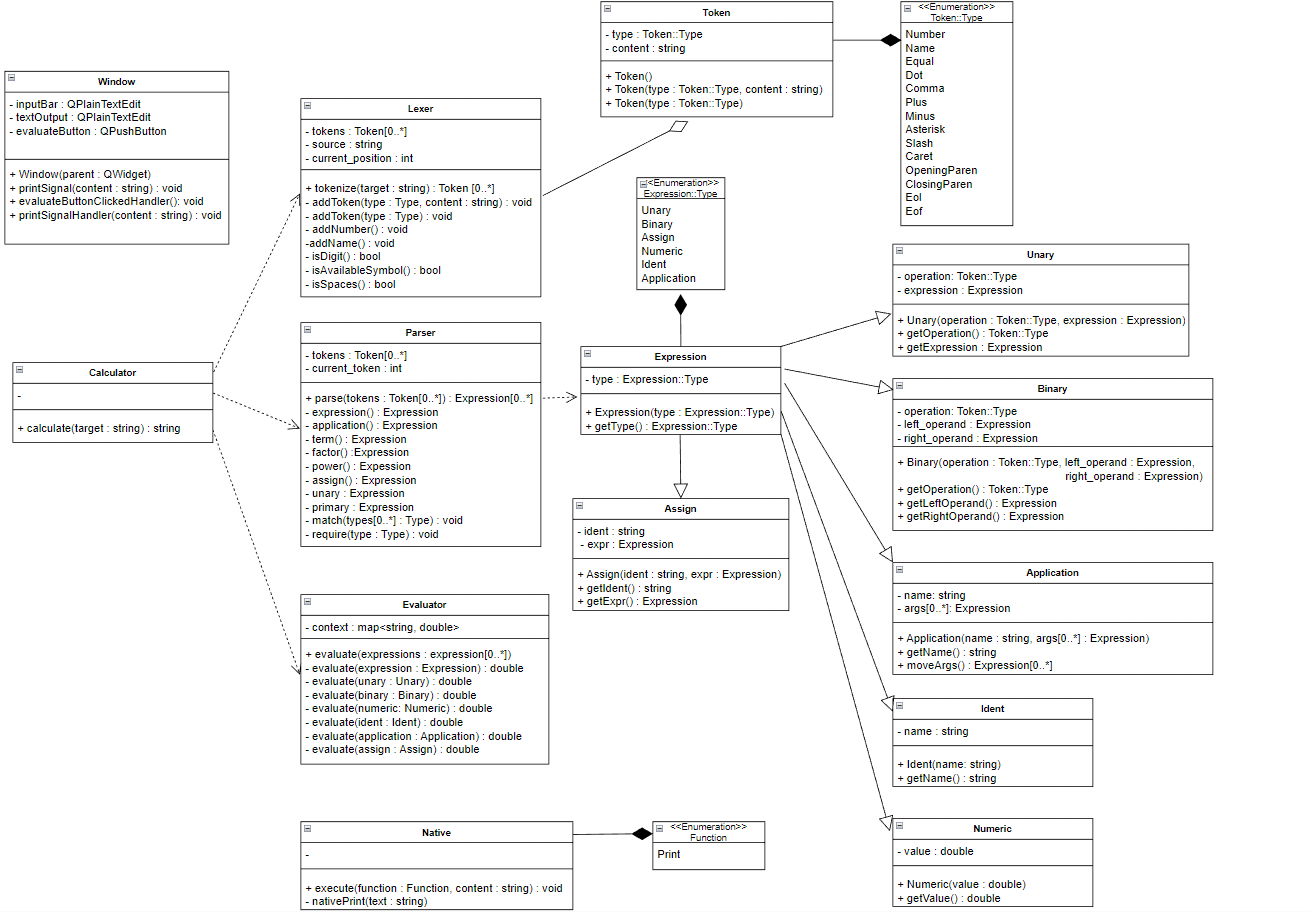 Token
- type : Token::Type
- content : string
+ Token()
+ Token(type : Token::Type, content : string)
+ Token(type : Token::Type)
<<Enumeration>>
Token::Type
Number
Name
Equal
Dot
Comma
Plus
Minus
Asterisk
Slash
Caret
OpeningParen
ClosingParen
Eol
Eof
Window
- inputBar : QPlainTextEdit
- textOutput : QPlainTextEdit
- evaluateButton : QPushButton
+ Window(parent : QWidget)
+ printSignal(content : string) : void
+ evaluateButtonClickedHandler(): void
+ printSignalHandler(content : string) : void
Lexer
- tokens : Token[0..*]
- source : string
- current_position : int
+ tokenize(target : string) : Token [0..*]
- addToken(type : Type, content : string) : void
- addToken(type : Type) : void
- addNumber() : void
-addName() : void
- isDigit() : bool
- isAvailableSymbol() : bool
- isSpaces() : bool
<<Enumeration>>
Expression::Type
Unary
Binary
Assign
Numeric
Ident
Application
Unary
- operation: Token::Type
- expression : Expression
+ Unary(operation : Token::Type, expression : Expression)
+ getOperation() : Token::Type
+ getExpression : Expression
Parser
- tokens : Token[0..*]
- current_token : int
+ parse(tokens : Token[0..*]) : Expression[0..*]
- expression() : Expression
- application() : Expression
- term() : Expression
- factor() :Expression
- power() : Expession
- assign() : Expression
- unary : Expression
- primary : Expression
- match(types[0..*] : Type) : void
- require(type : Type) : void
Expression
- type : Expression::Type
+ Expression(type : Expression::Type)
+ getType() : Expression::Type
Calculator
-
+ calculate(target : string) : string
Binary
- operation: Token::Type
- left_operand : Expression
- right_operand : Expression
+ Binary(operation : Token::Type, left_operand : Expression,
right_operand : Expression)
+ getOperation() : Token::Type
+ getLeftOperand() : Expression
+ getRightOperand() : Expression
Assign
- ident : string
- expr : Expression
+ Assign(ident : string, expr : Expression)
+ getIdent() : string
+ getExpr() : Expression
Application
- name: string
- args[0..*]: Expression
+ Application(name : string, args[0..*] : Expression)
+ getName() : string
+ moveArgs() : Expression[0..*]
Evaluator
- context : map<string, double>
+ evaluate(expressions : expression[0..*])
- evaluate(expression : Expression) : double
- evaluate(unary : Unary) : double
- evaluate(binary : Binary) : double
- evaluate(numeric: Numeric) : double
- evaluate(ident : Ident) : double
- evaluate(application : Application) : double
- evaluate(assign : Assign) : double
Ident
- name : string
+ Ident(name: string)
+ getName() : string
Native
-
+ execute(function : Function, content : string) : void
- nativePrint(text : string)
<<Enumeration>>
Function
Print
Numeric
- value : double
+ Numeric(value : double)
+ getValue() : double